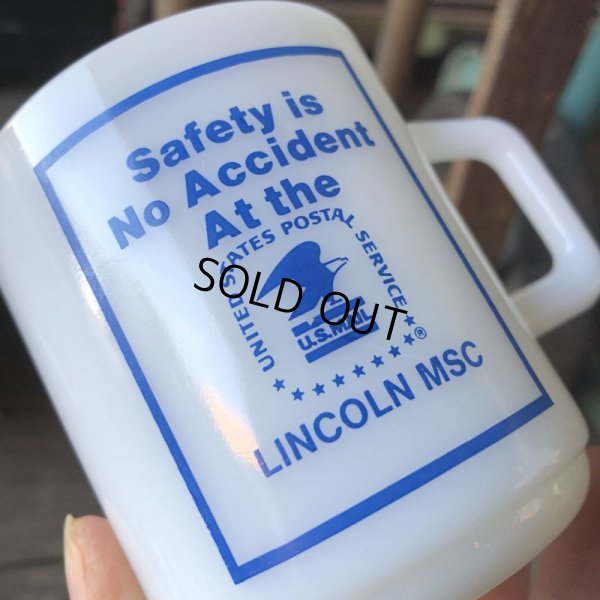 Safety is
No Accident
At the
UNITED STATES POSTAL SERVICE
U.S.MAIL
®
LINCOLN MSC
SOLD OUT